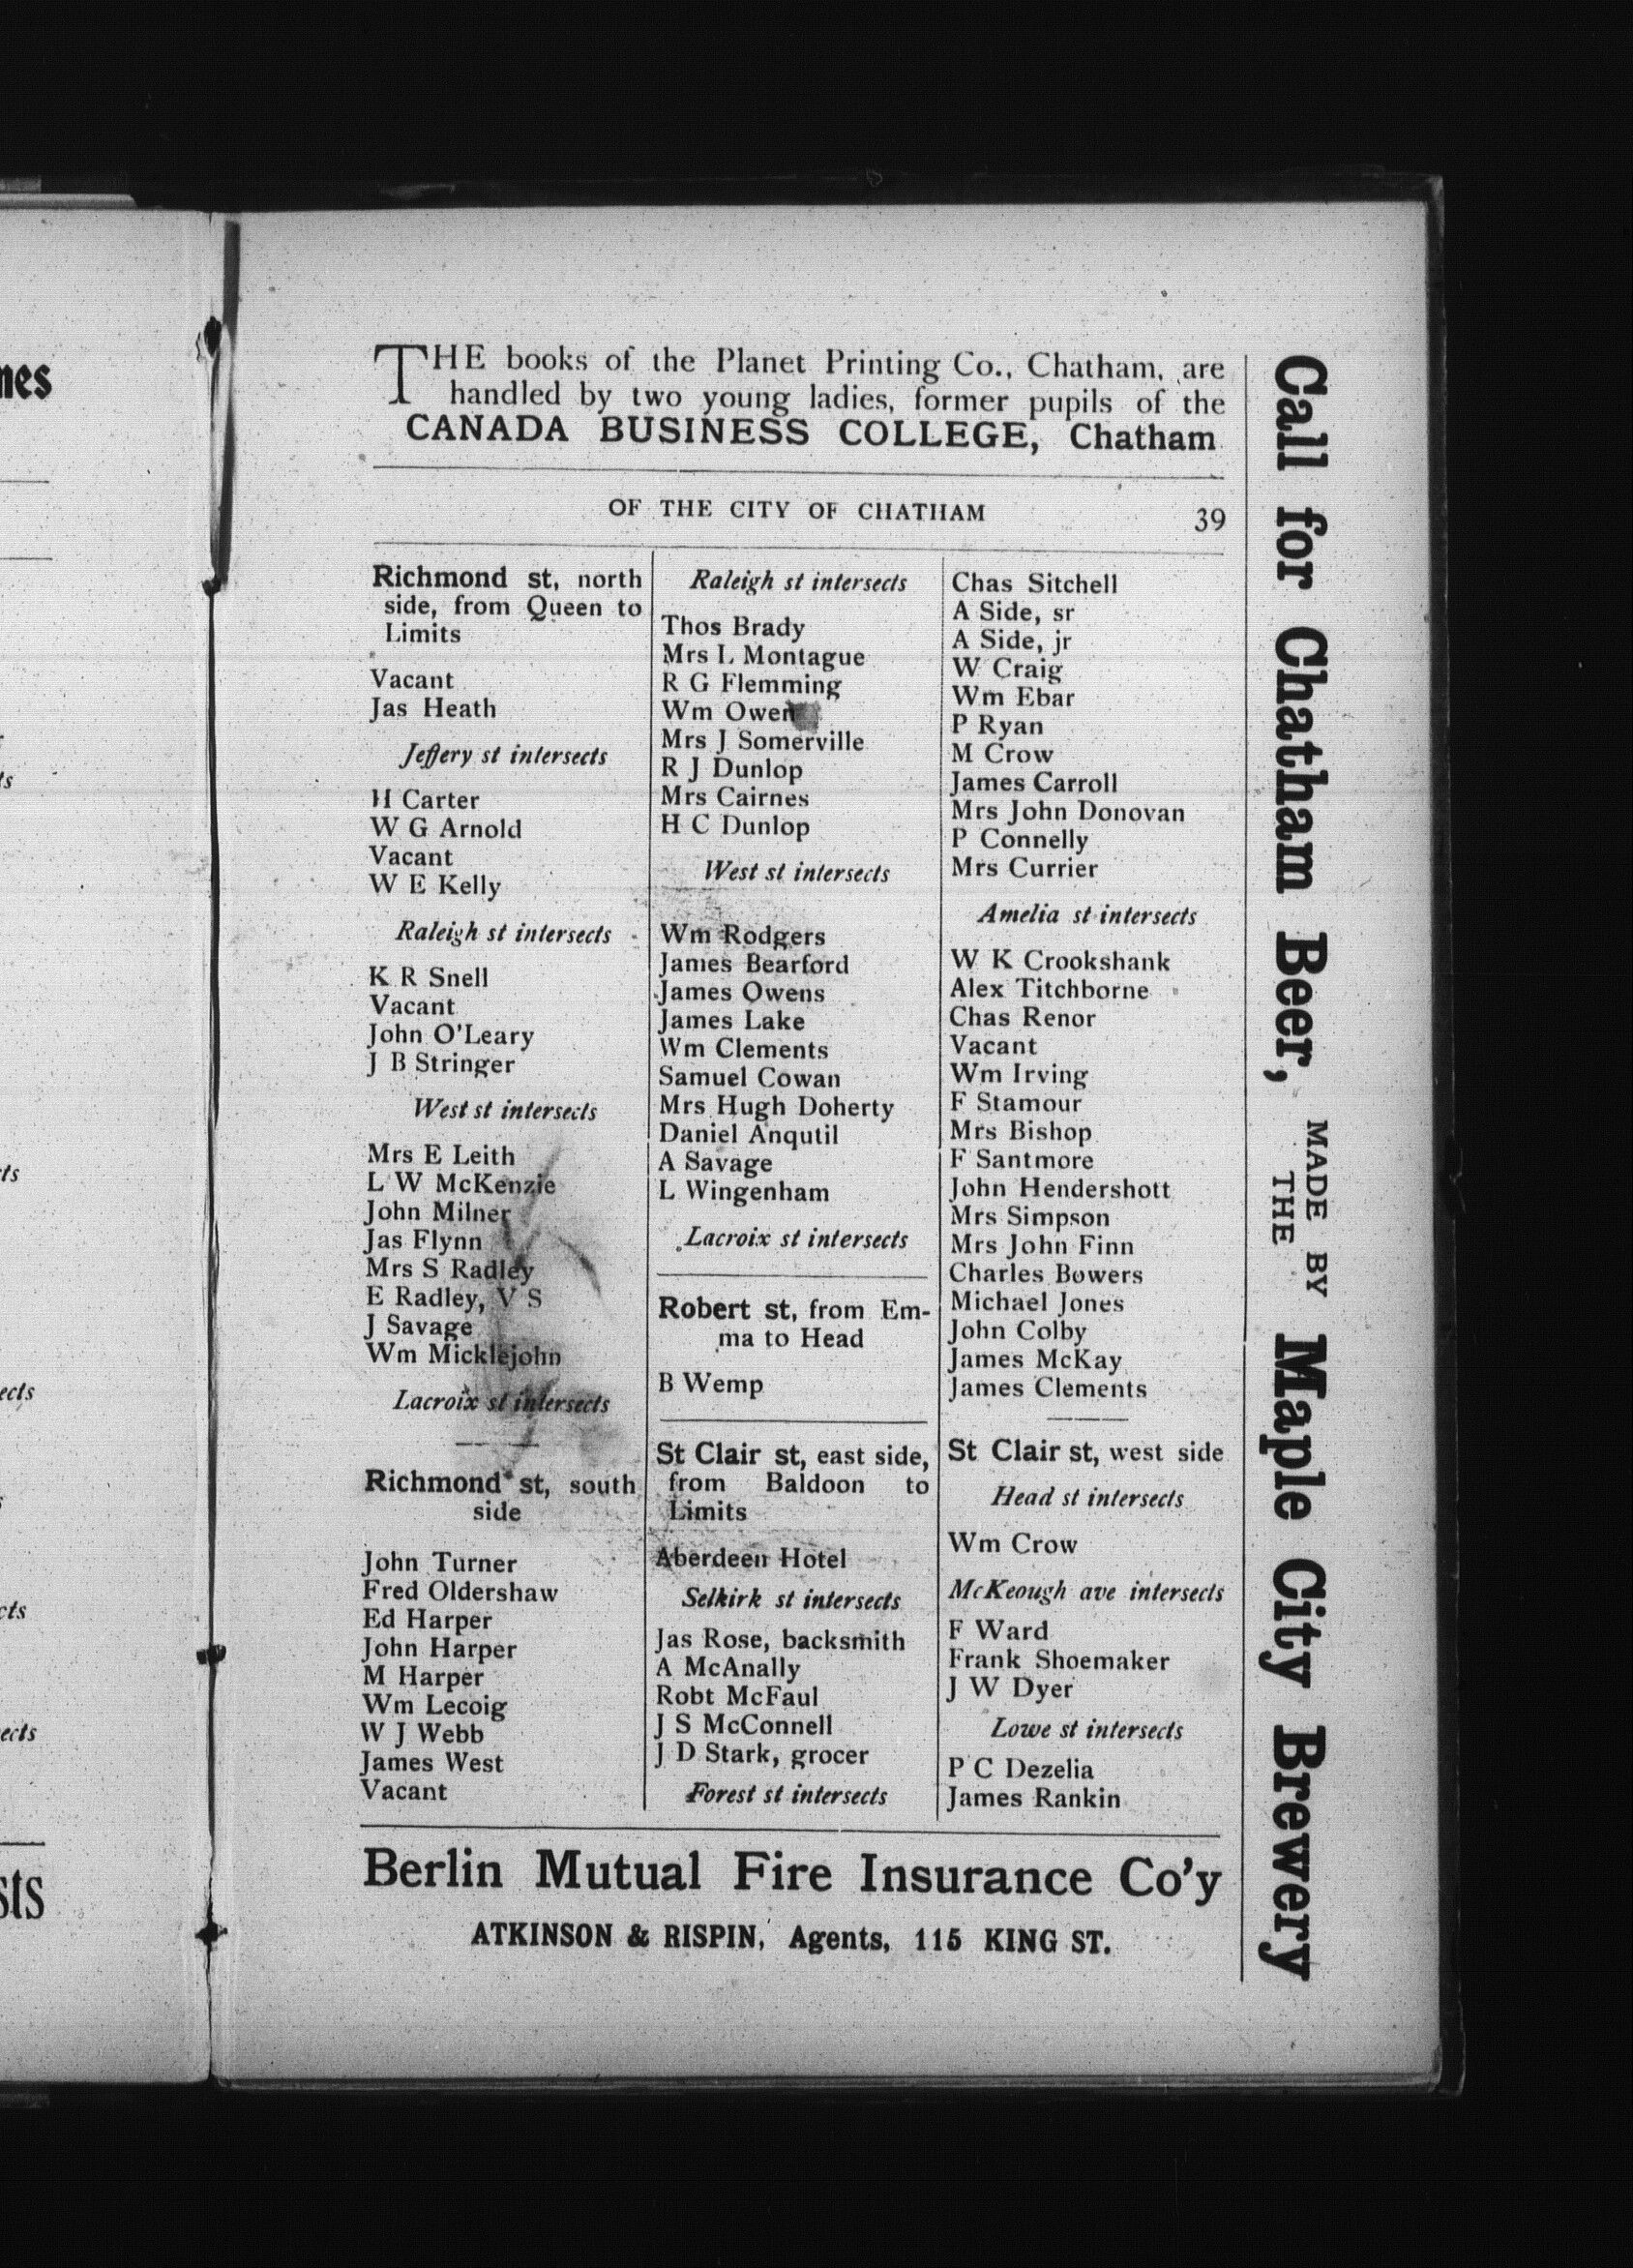 THE books of the Planet Printing Co., Chatham, are
handled by two young ladies, former pupils of the
CANADA BUSINESS COLLEGE, Chatham
OF THE CITY OF CHATHAM 39
Richmond st, north
side, from Queen to
Limits
Vacant
Jas Heath
Jeffery st intersects
H Carter
W G Arnold
Vacant
W E Kelly
Raleigh st intersects
K R Snell
Vacant
John O'Leary
J B Stringer
West st intersects
Mrs E Leith
L W McKenzie
John Milner
Jas Flynn
Mrs S Radley
E Radley, V S
J Savage
Wm Micklejohn
Lacroix st intersects
Richmond st, south
side
John Turner
Fred Oldershaw
Ed Harper
John Harper
M Harper
Wm Lecoig
W J Webb
James West
Vacant
Raleigh st intersects
Thos Brady
Mrs L Montague
R G Flemming
Wm Owen
Mrs J Somerville
R J Dunlop
Mrs Cairnes
H C Dunlop
West st intersects
Wm Rodgers
James Bearford
James Owens
James Lake
Wm Clements
Samuel Cowan
Mrs Hugh Doherty
Daniel Anqutil
A Savage
L Wingenham
Lacroix st intersects
Robert st, from Em-
ma to Head
B Wemp
St Clair st, east side,
from Baldoon to
Limits
Aberdeen Hotel
Selkirk st intersects
Jas Rose, backsmith
A McAnally
Robt McFaul
J S McConnell
J D Stark, grocer
Forest st intersects
Chas Sitchell
A Side, sr
A Side, jr
W Craig
Wm Ebar
P Ryan
M Crow
James Carroll
Mrs John Donovan
P Connelly
Mrs Currier
Amelia st intersects
W K Crookshank
Alex Titchborne
Chas Renor
Vacant
Wm Irving
F Stamour
Mrs Bishop
F Santmore
John Hendershott
Mrs Simpson
Mrs John Finn
Charles Bowers
Michael Jones
John Colby
James McKay
James Clements
St Clair st, west side
Head st intersects
Wm Crow
McKeough ave intersects
F Ward
Frank Shoemaker
J W Dyer
Lowe st intersects
P C Dezelia
James Rankin
Berlin Mutual Fire Insurance Co'y
ATKINSON & RISPIN, Agents, 115 KING ST.
Call for Chatham Beer, MADE BY THE Maple City Brewery